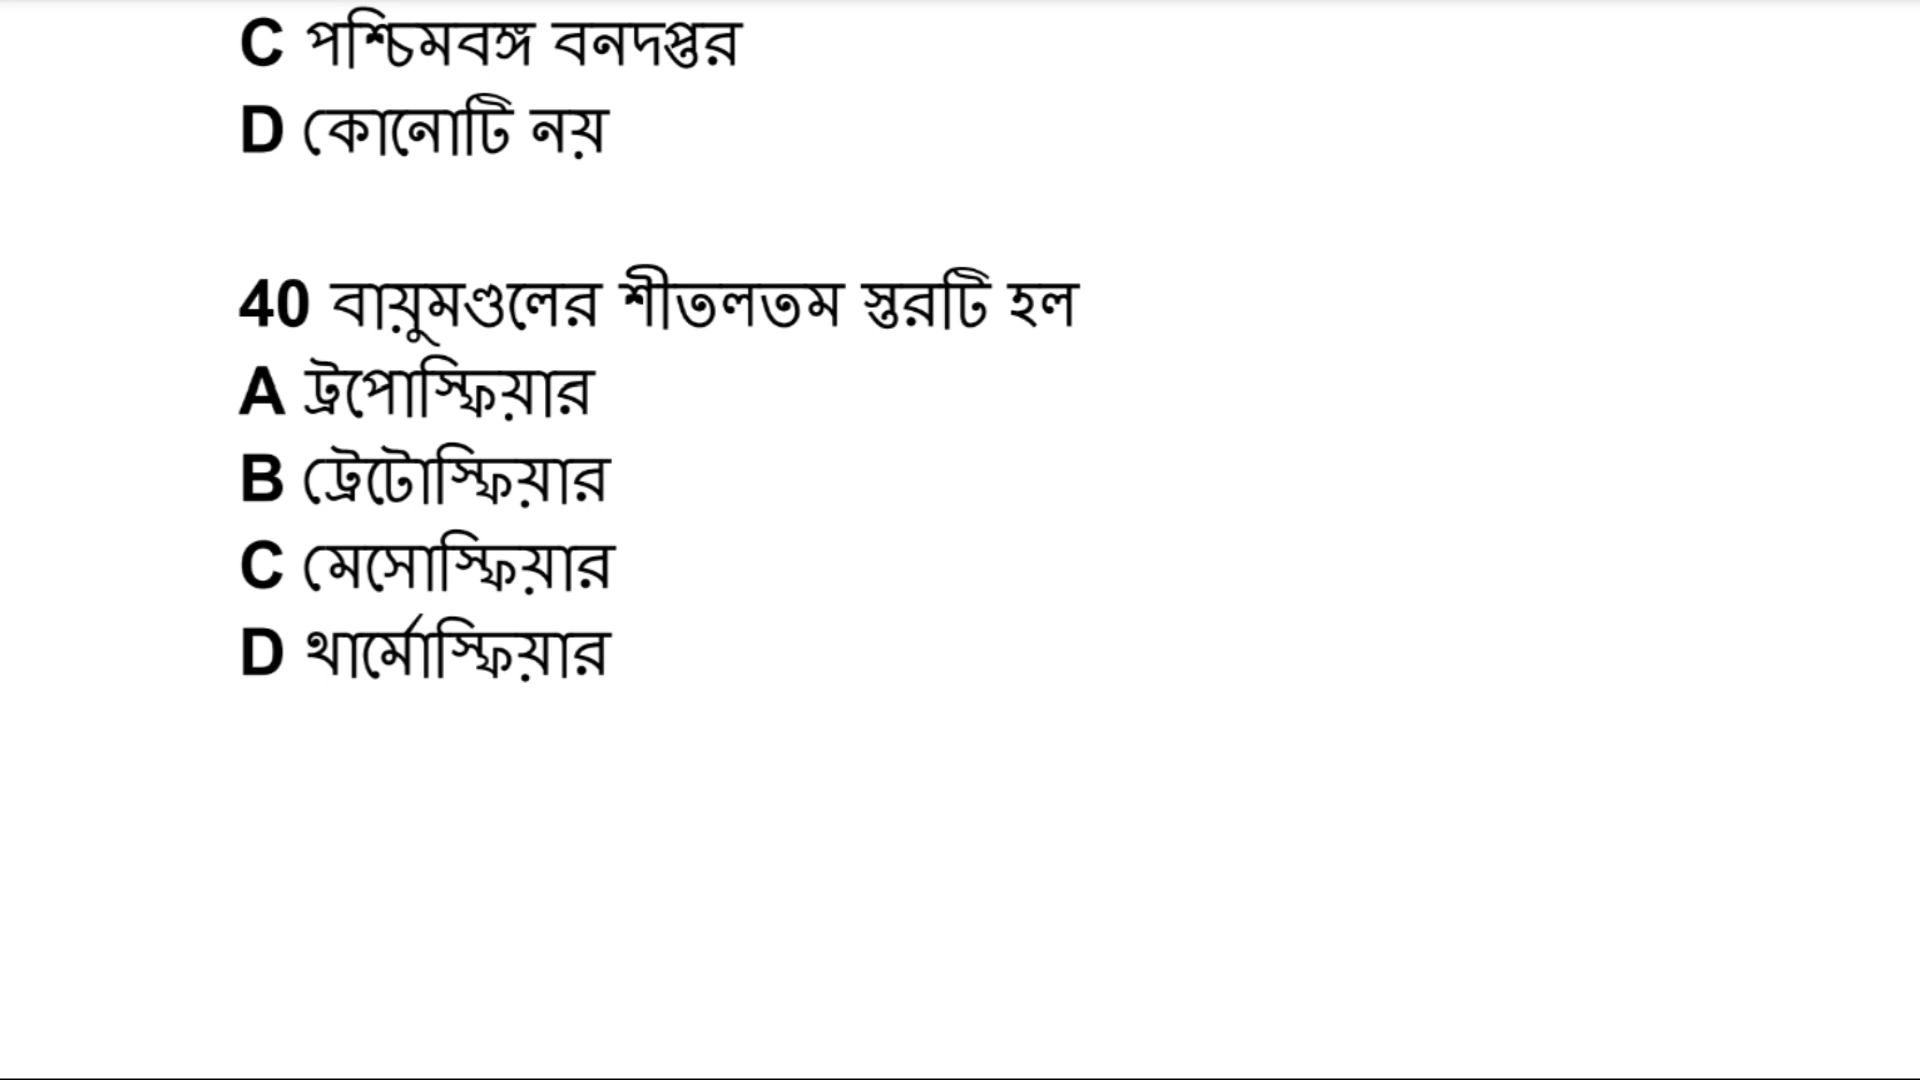 C পশ্চিমবঙ্গ বনদপ্তর
D কোনোটি নয়
40 বায়ুমণ্ডলের শীতলতম স্তরটি হল
A ট্রপোস্ফিয়ার
B ট্রেটোস্ফিয়ার
C মেসোস্ফিয়ার
D থার্মোস্ফিয়ার